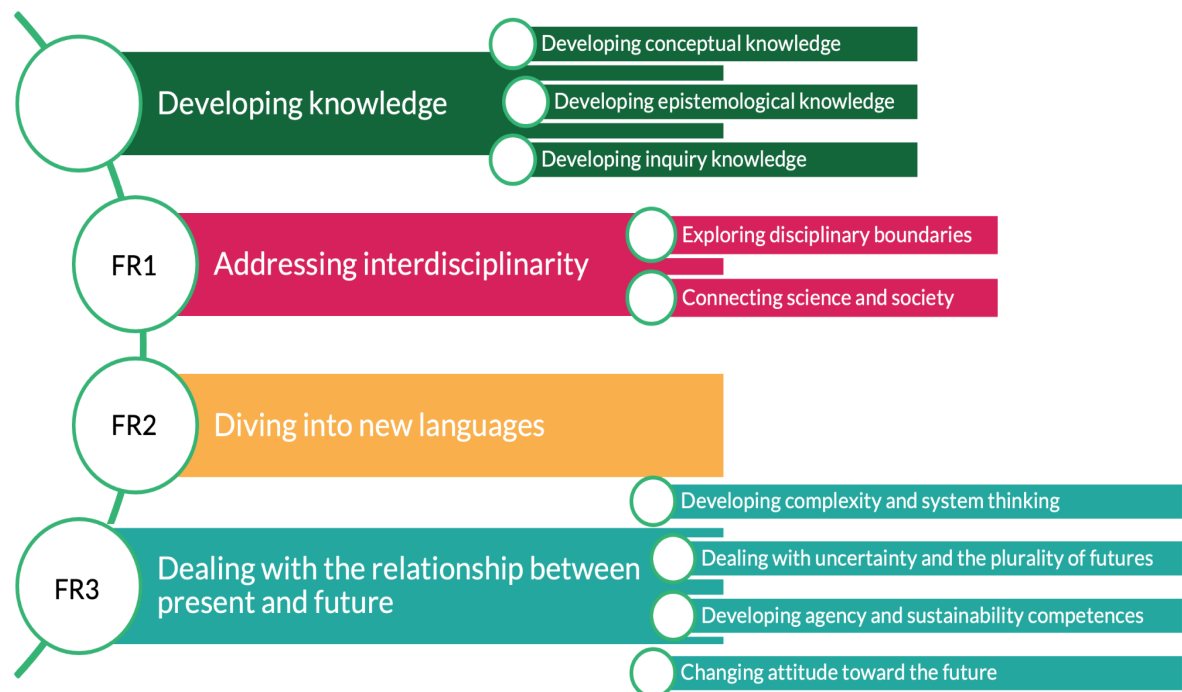 Developing knowledge
Developing conceptual knowledge
Developing epistemological knowledge
Developing inquiry knowledge
FR1
Addressing interdisciplinarity
Exploring disciplinary boundaries
Connecting science and society
FR2
Diving into new languages
FR3
Dealing with the relationship between
present and future
Developing complexity and system thinking
Dealing with uncertainty and the plurality of futures
Developing agency and sustainability competences
Changing attitude toward the future